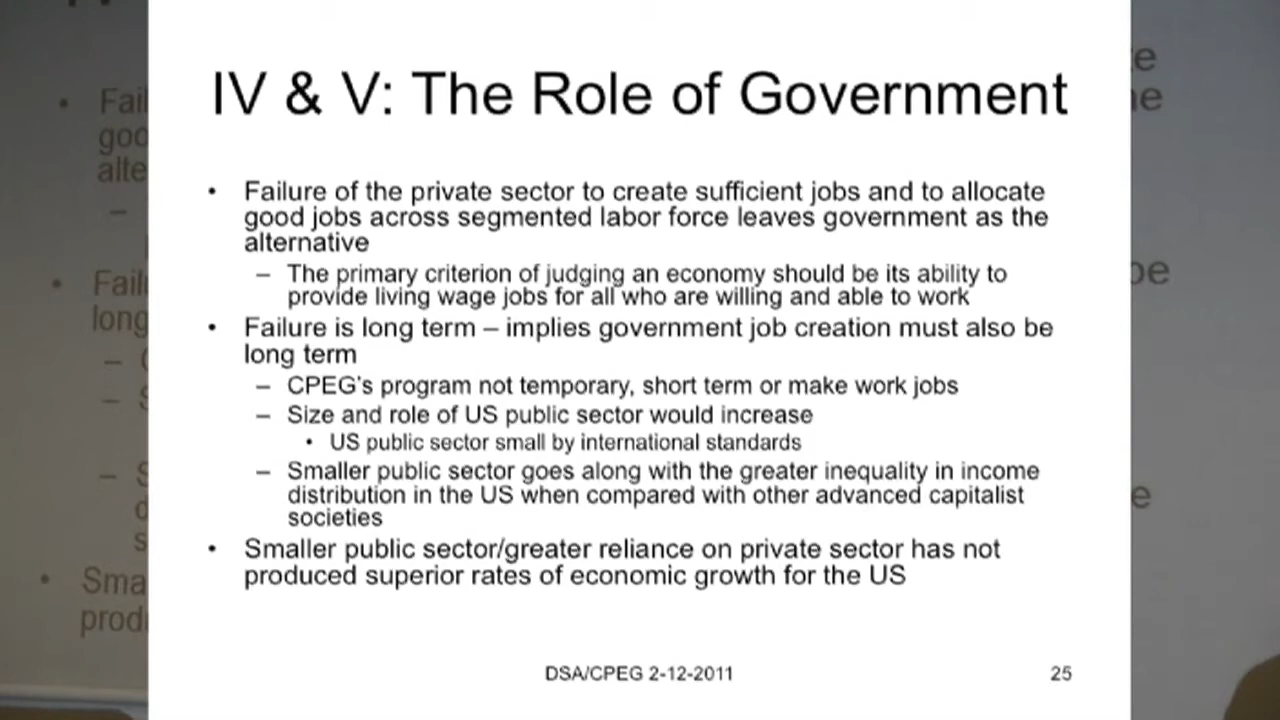 IV & V: The Role of Government
• Failure of the private sector to create sufficient jobs and to allocate
good jobs across segmented labor force leaves government as the
alternative
– The primary criterion of judging an economy should be its ability to
provide living wage jobs for all who are willing and able to work
• Failure is long term – implies government job creation must also be
long term
– CPEG's program not temporary, short term or make work jobs
– Size and role of US public sector would increase
• US public sector small by international standards
– Smaller public sector goes along with the greater inequality in income
distribution in the US when compared with other advanced capitalist
societies
• Smaller public sector/greater reliance on private sector has not
produced superior rates of economic growth for the US
DSA/CPEG 2-12-2011
25